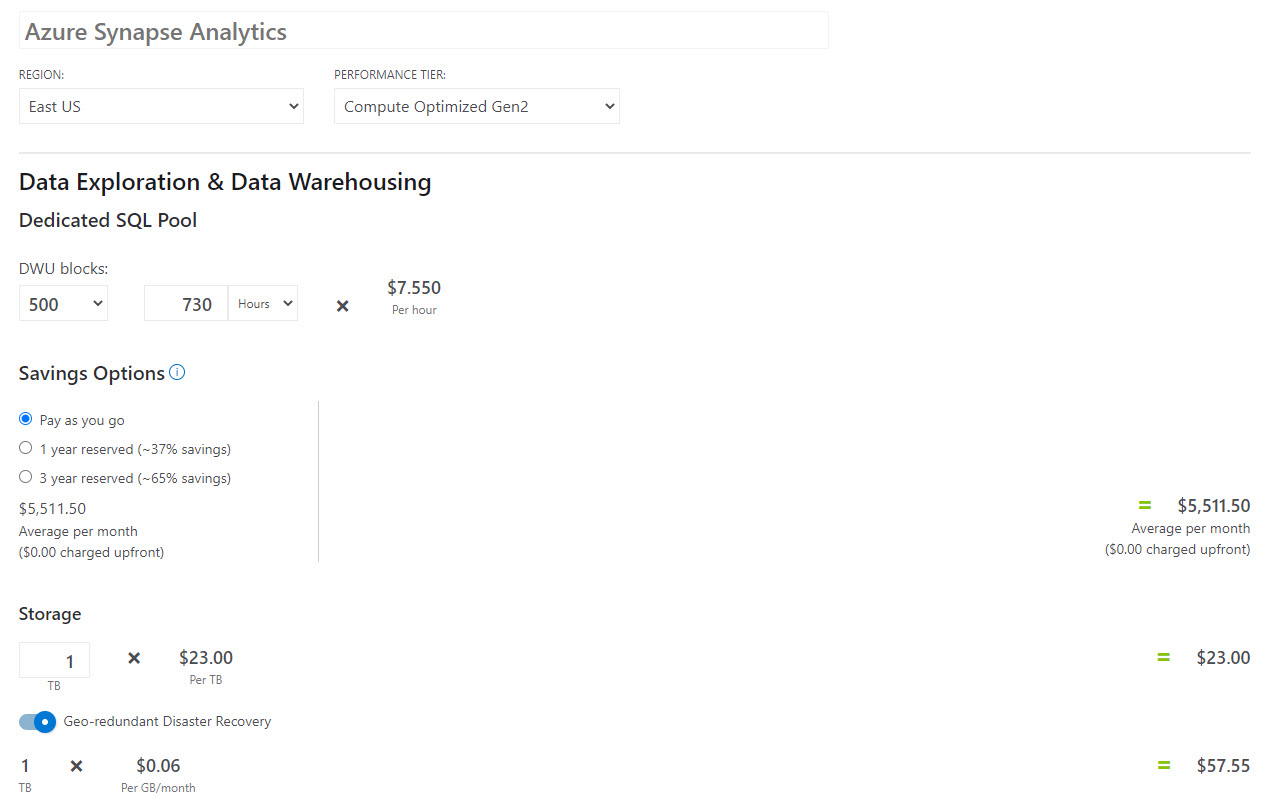 Azure Synapse Analytics
REGION: PERFORMANCE TIER:
East US Compute Optimized Gen2
Data Exploration & Data Warehousing
Dedicated SQL Pool
DWU blocks:
500 730 Hours × $7.550
Per hour
Savings Options
Pay as you go
1 year reserved (~37% savings)
3 year reserved (~65% savings)
$5,511.50
Average per month
($0.00 charged upfront)
= $5,511.50
Average per month
($0.00 charged upfront)
Storage
1 × $23.00 = $23.00
TB Per TB
Geo-redundant Disaster Recovery
1 × $0.06 = $57.55
TB Per GB/month